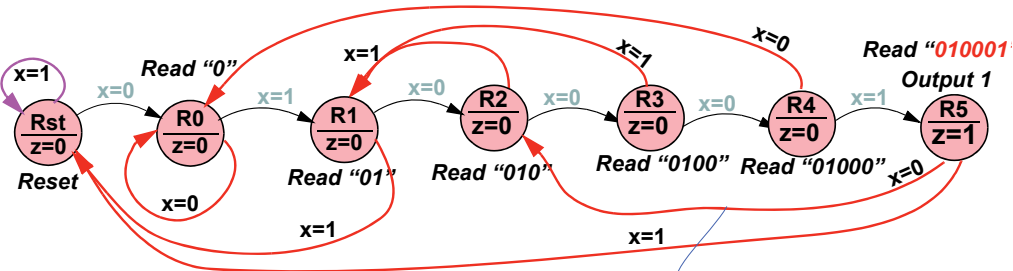 x=0
Read “010001”
Output 1
x=1
x=1
Read “0”
x=1
x=0
x=1
x=0
x=0
x=0
x=1
Rst
z=0
R0
z=0
R1
z=0
R2
z=0
R3
z=0
R4
z=0
R5
z=1
Reset
Read “01”
Read “010”
Read “0100”
Read “01000”
x=0
x=0
x=1
x=1